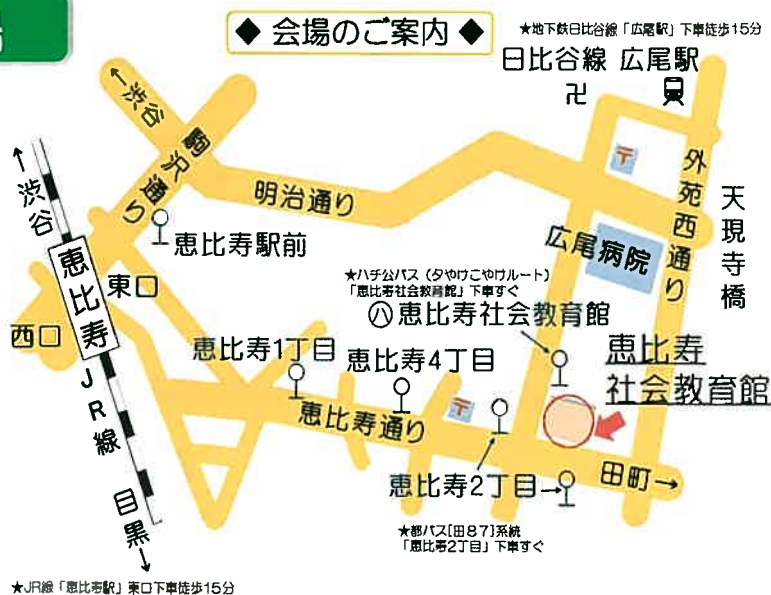 ◆ 会場のご案内 ◆
★地下鉄日比谷線「広尾駅」下車徒歩15分
日比谷線 広尾駅
卍
←渋谷
駒沢通り
〒
外苑西通り
天現寺橋
←渋谷
明治通り
恵比寿駅前
広尾病院
恵比寿
東口
西口
★ハチ公バス(夕やけこやけルート)
「恵比寿社会教育館」下車すぐ
ハ 恵比寿社会教育館
恵比寿
社会教育館
恵比寿1丁目
恵比寿4丁目
JR線
恵比寿通り
〒
田町→
恵比寿2丁目
目黒→
★都バス[田87]系統
「恵比寿2丁目」下車すぐ
★JR線「恵比寿駅」東口下車徒歩15分